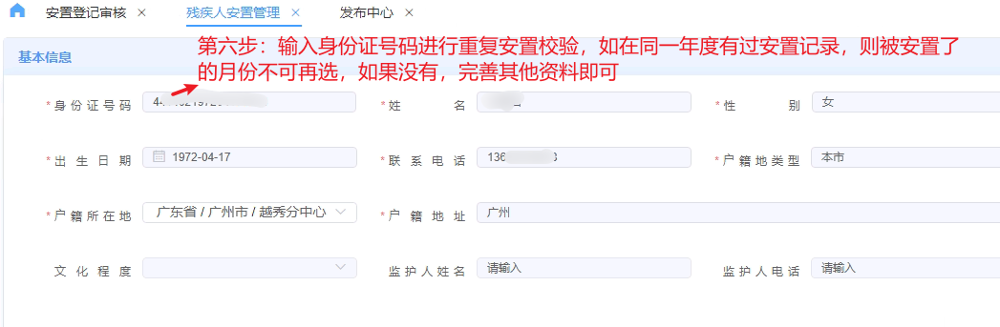 安置登记审核 × 残疾人安置管理 × 发布中心 ×
第六步：输入身份证号码进行重复安置校验，如在同一年度有过安置记录，则被安置了
基本信息
的月份不可再选，如果没有，完善其他资料即可
* 身份证号码 * 姓名 * 性别 女
* 出生日期 1972-04-17 * 联系电话 136 * 户籍地类型 本市
* 户籍所在地 广东省 / 广州市 / 越秀分中心 * 户籍地址 广州
文化程度 监护人姓名 请输入 监护人电话 请输入